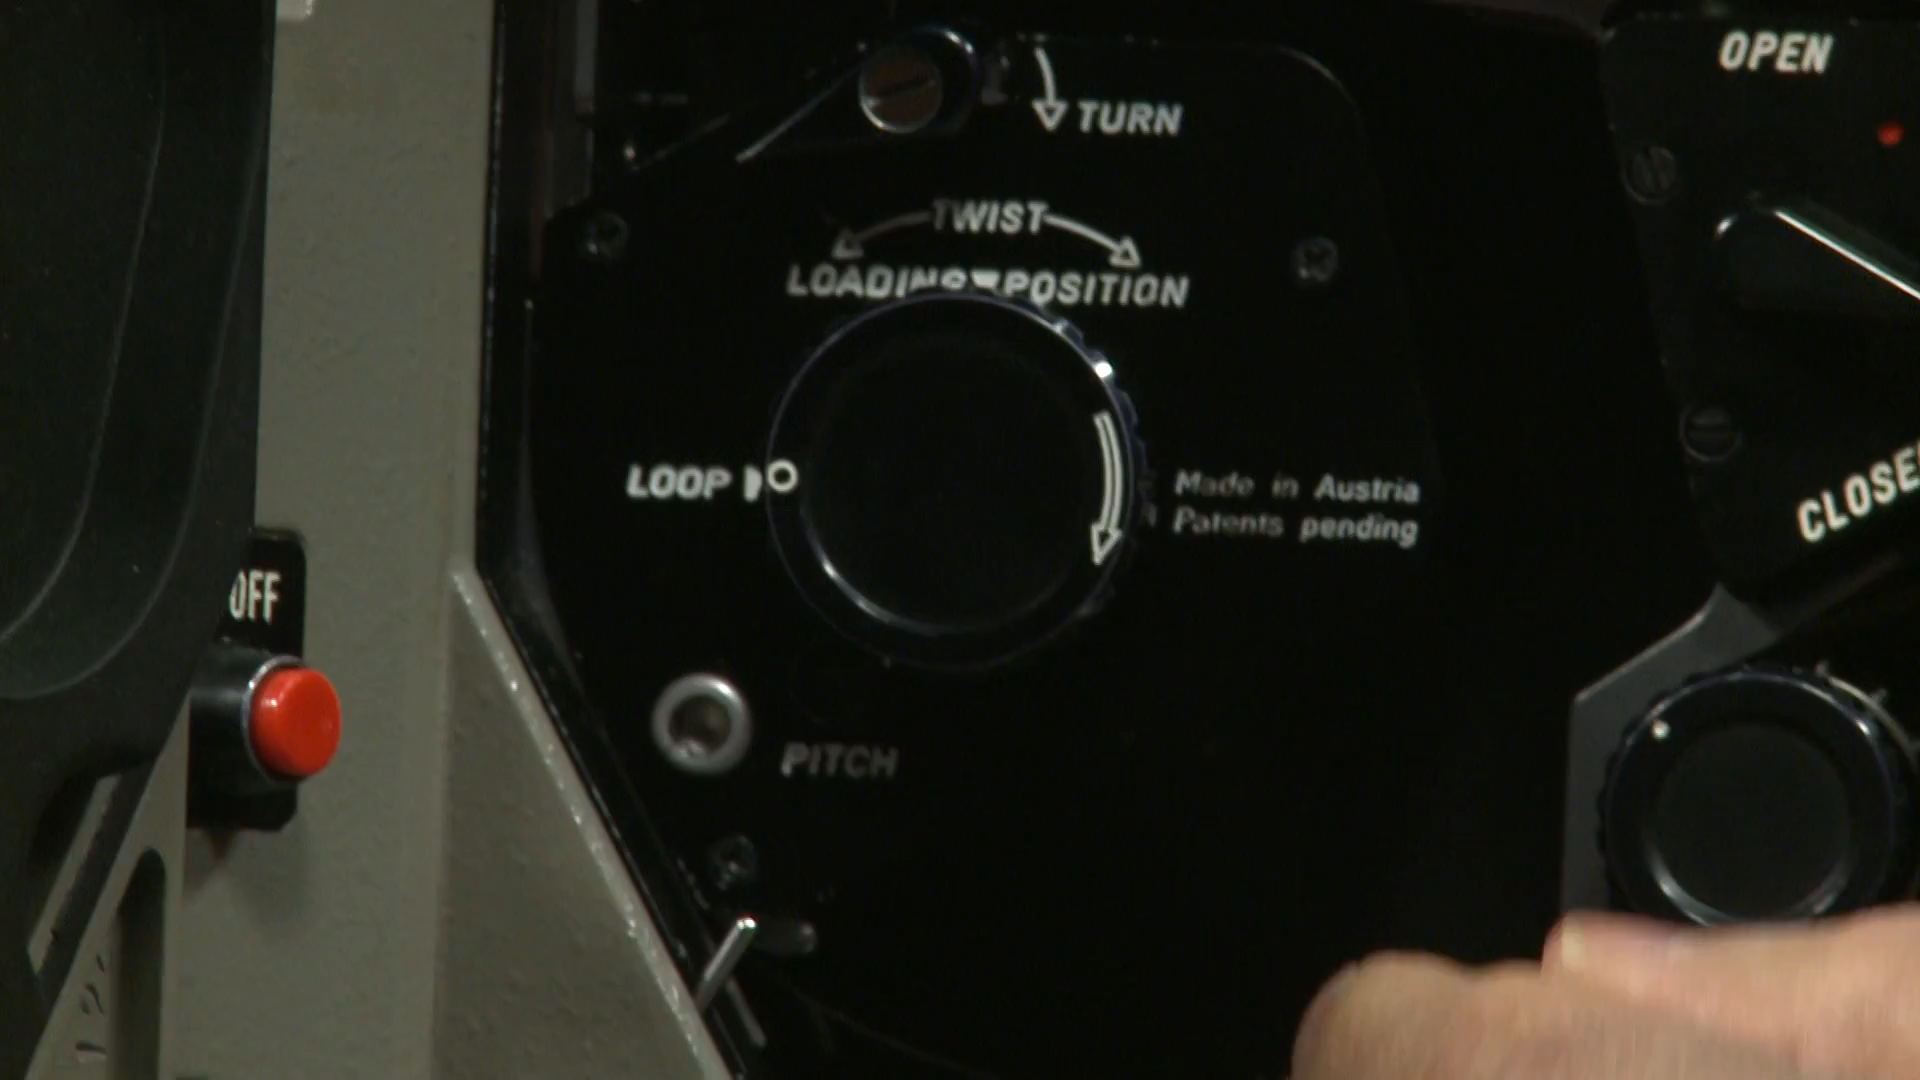 OPEN
TURN
TWIST
LOADING POSITION
LOOP
Made in Austria
Patents pending
CLOSE
OFF
PITCH